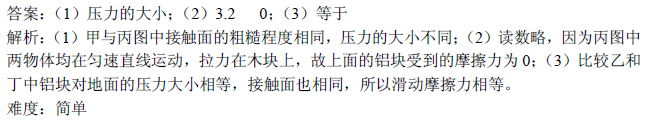 答案：（1）压力的大小；（2）3.2 0；（3）等于
解析：（1）甲与丙图中接触面的粗糙程度相同，压力的大小不同；（2）读数略，因为丙图中
两物体均在匀速直线运动，拉力在木块上，故上面的铝块受到的摩擦力为 0；（3）比较乙和
丁中铝块对地面的压力大小相等，接触面也相同，所以滑动摩擦力相等。
难度：简单